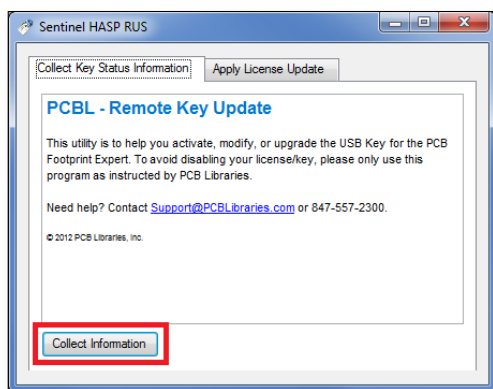 Sentinel HASP RUS
Collect Key Status Information
Apply License Update
PCBL - Remote Key Update
This utility is to help you activate, modify, or upgrade the USB Key for the PCB
Footprint Expert. To avoid disabling your license/key, please only use this
program as instructed by PCB Libraries.
Need help? Contact Support@PCBLibraries.com or 847-557-2300.
© 2012 PCB Libraries, Inc.
Collect Information